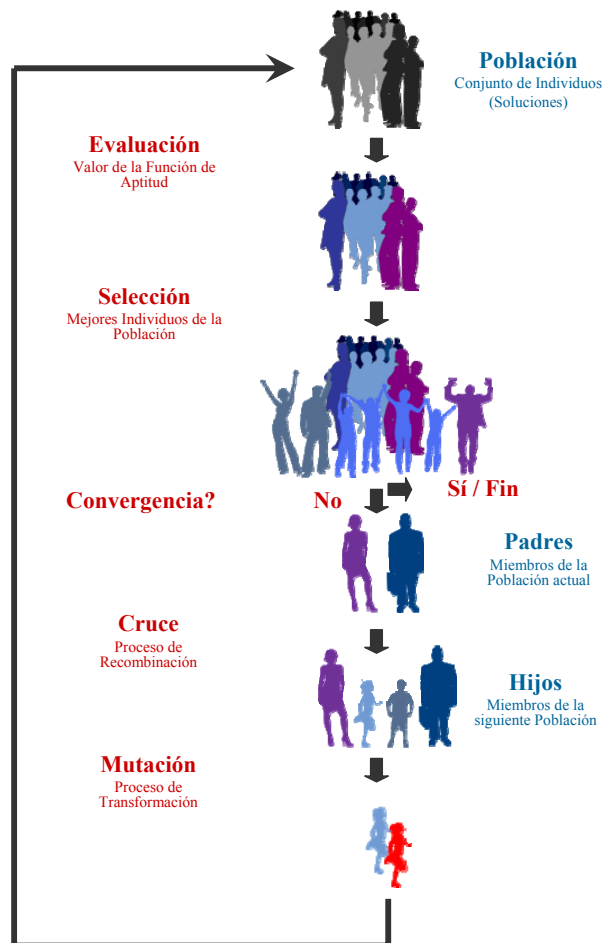 Población
Conjunto de Individuos
(Soluciones)
Evaluación
Valor de la Función de
Aptitud
Selección
Mejores Individuos de la
Población
Convergencia?
No
Sí / Fin
Padres
Miembros de la
Población actual
Cruce
Proceso de
Recombinación
Hijos
Miembros de la
siguiente Población
Mutación
Proceso de
Transformación